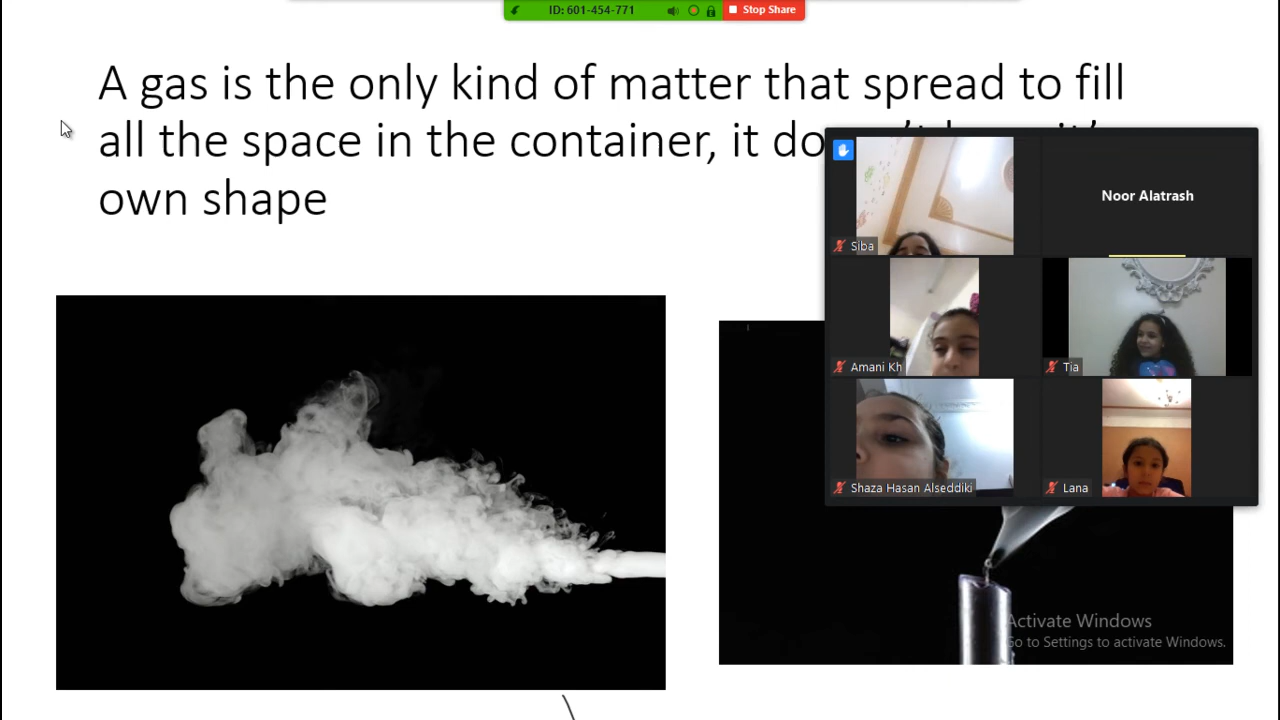 ID: 601-454-771
Stop Share
A gas is the only kind of matter that spread to fill
all the space in the container, it
own shape
Siba
Noor Alatrash
Amani Kh
Tia
Shaza Hasan Alseddiki
Lana
Activate Windows
Go to Settings to activate Windows.